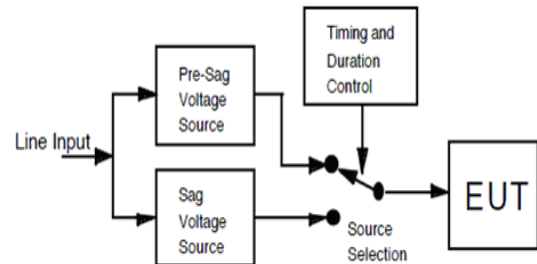 Timing and
Duration
Control
Pre-Sag
Voltage
Source
Line Input
EUT
Sag
Voltage
Source
Source
Selection